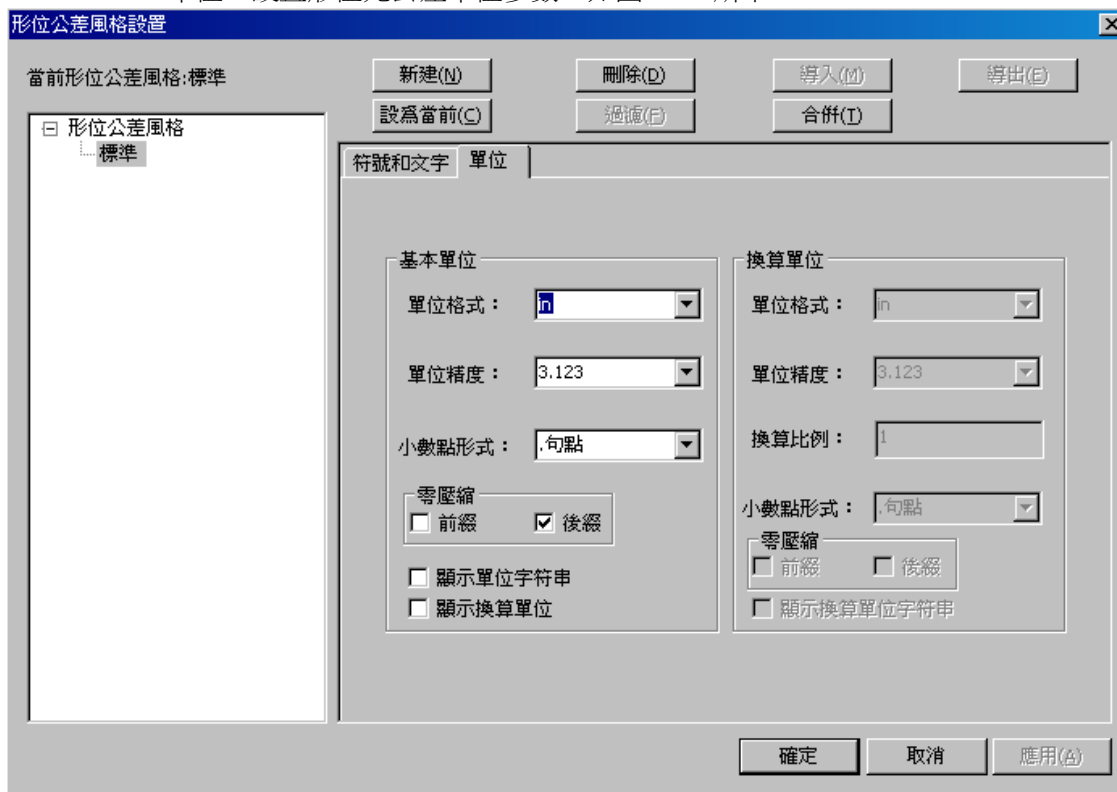 形位公差風格設置
當前形位公差風格:標準
新建(N)
刪除(D)
導入(M)
導出(E)
設爲當前(C)
過濾(F)
合併(T)
形位公差風格
標準
符號和文字
單位
基本單位
單位格式：
in
單位精度：
3.123
小數點形式：
.句點
零壓縮
前綴
後綴
顯示單位字符串
顯示換算單位
換算單位
單位格式：
in
單位精度：
3.123
換算比例：
1
小數點形式：
.句點
零壓縮
前綴
後綴
顯示換算單位字符串
確定
取消
應用(A)